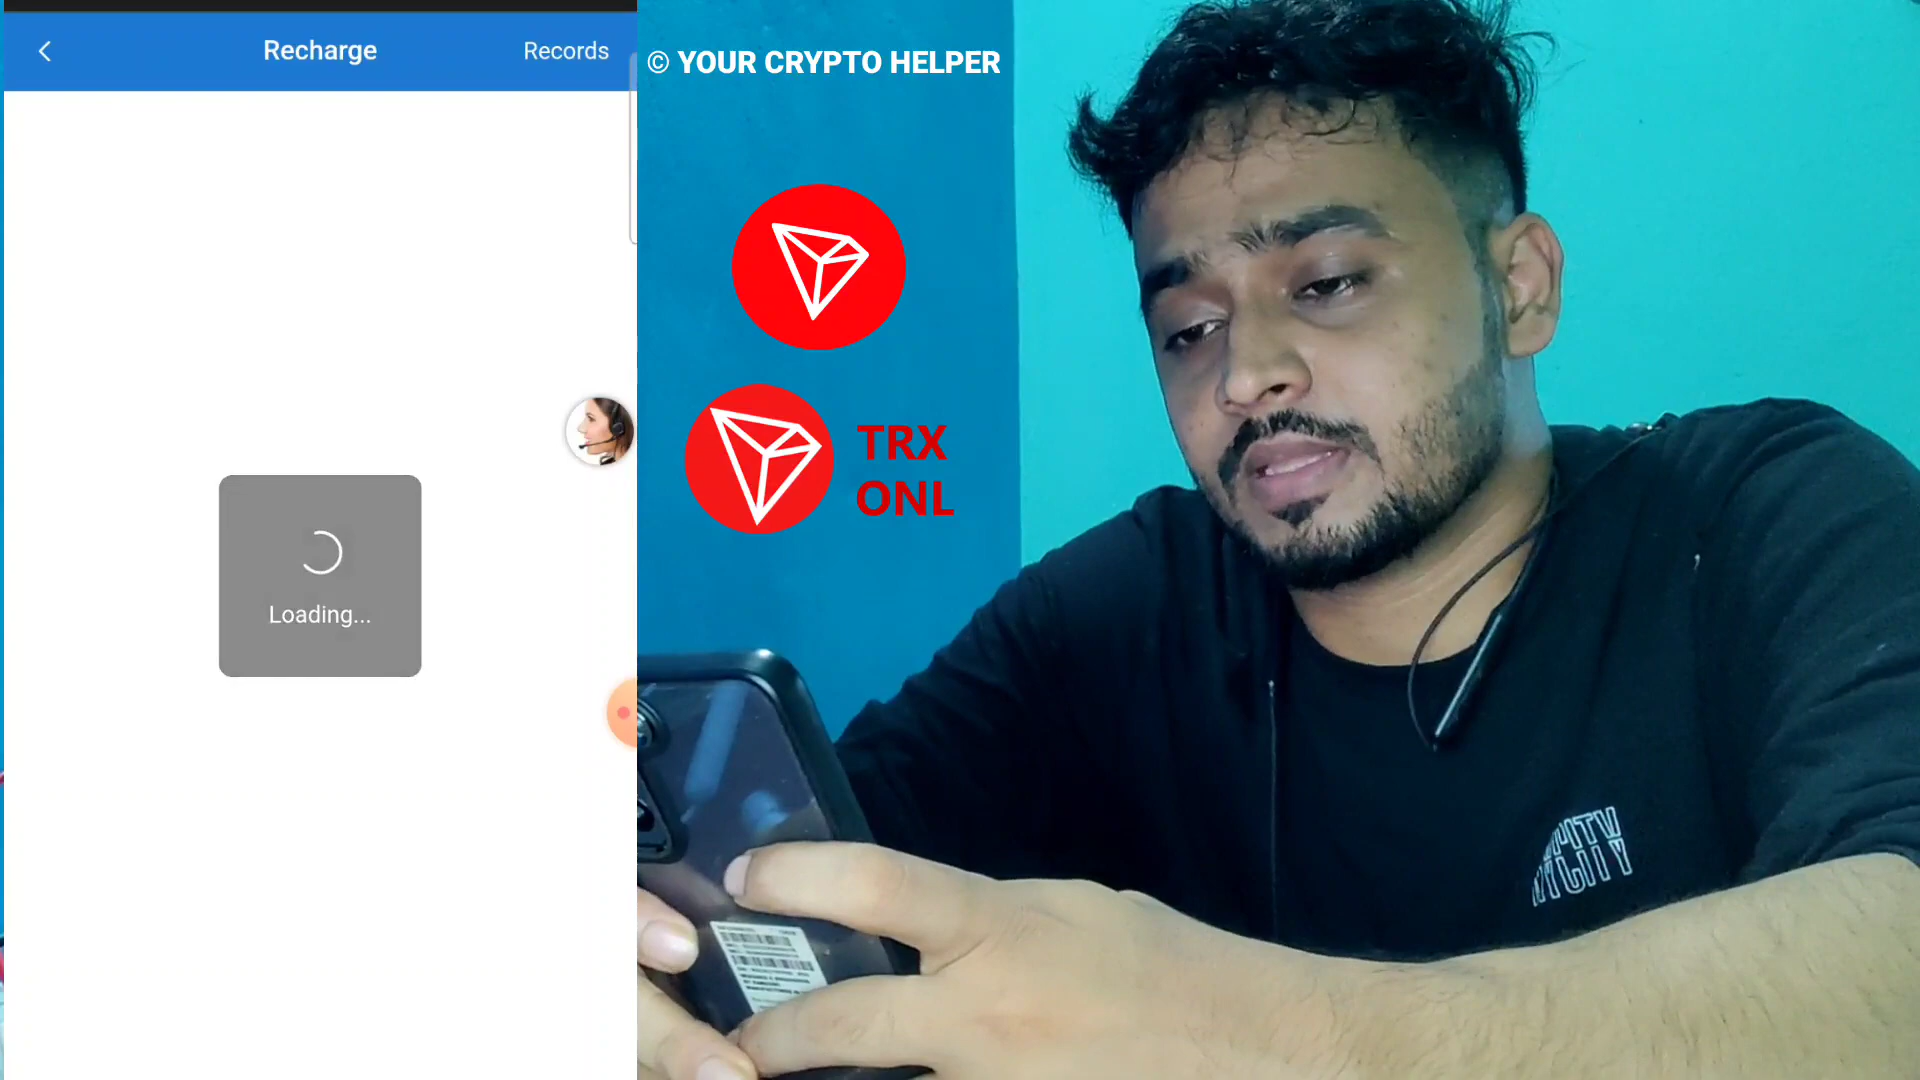 Recharge
Records
Loading...
© YOUR CRYPTO HELPER
TRX
ONL